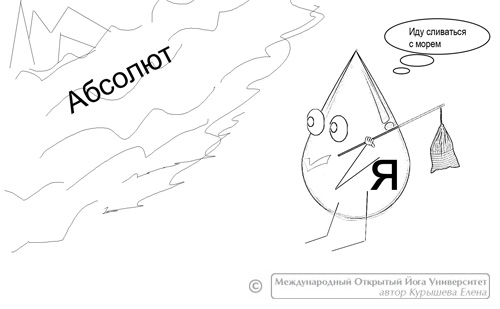 Иду сливаться
с морем
Абсолют
Я
© Международный Открытый Йога Университет
автор Курышева Елена